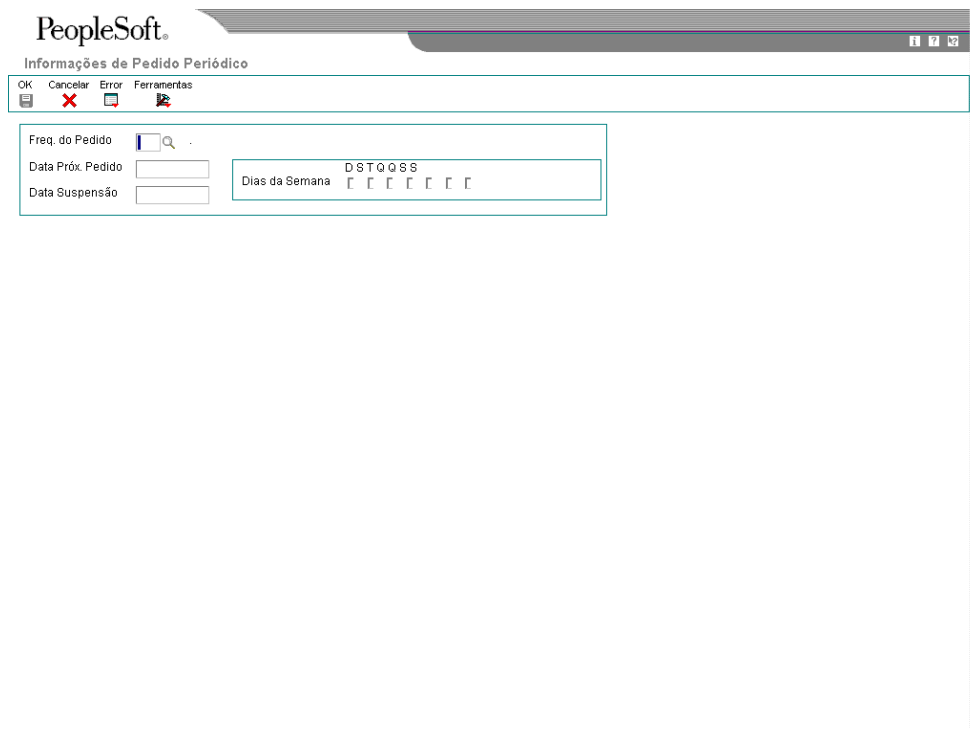 PeopleSoft®
Informações de Pedido Periódico
OK Cancelar Error Ferramentas
Freq. do Pedido .
Data Próx. Pedido
Data Suspensão
D S T Q Q S S
Dias da Semana